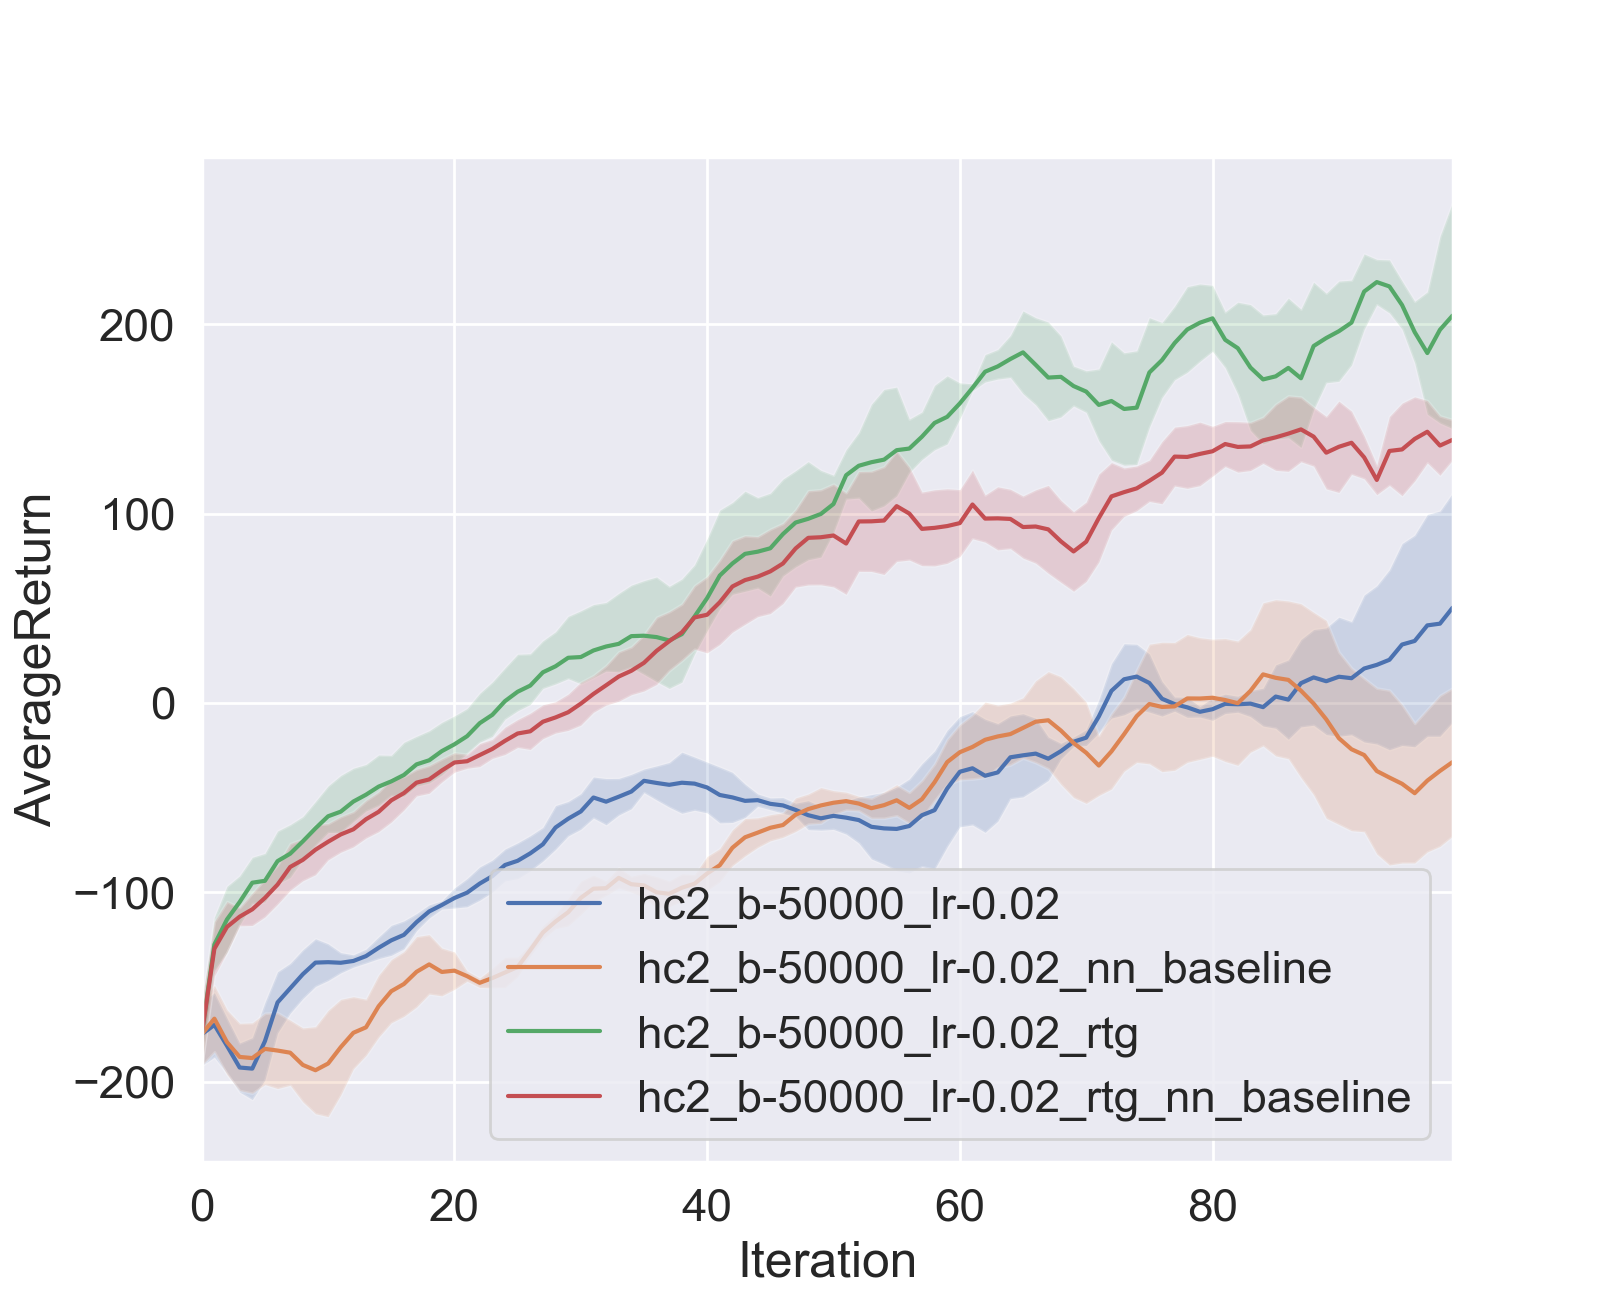 AverageReturn
200
100
0
−100
−200
hc2_b-50000_lr-0.02
hc2_b-50000_lr-0.02_nn_baseline
hc2_b-50000_lr-0.02_rtg
hc2_b-50000_lr-0.02_rtg_nn_baseline
0 20 40 60 80
Iteration